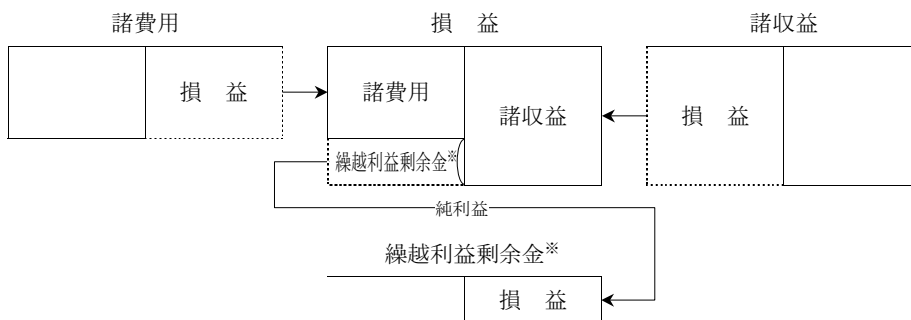 諸費用
損　益
諸収益
損　益
諸費用
諸収益
損　益
繰越利益剰余金※
純利益
繰越利益剰余金※
損　益